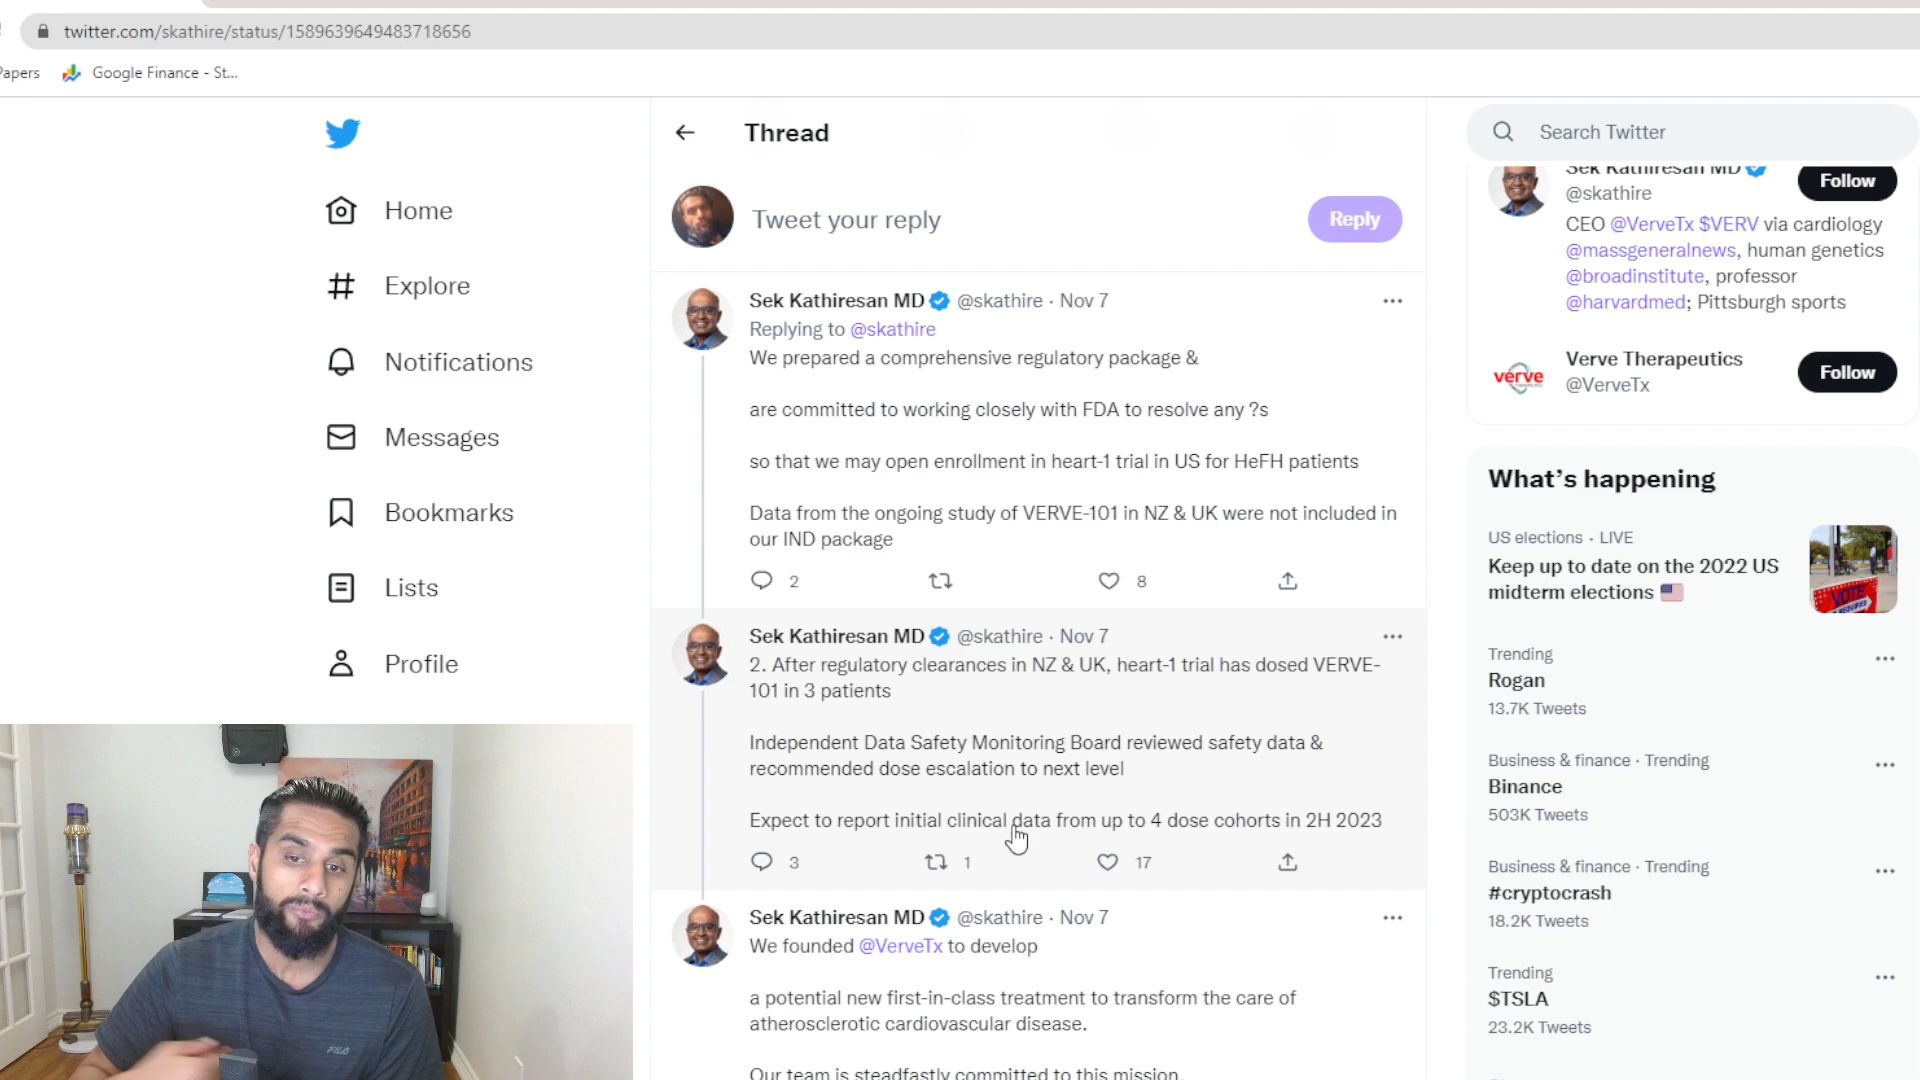 twitter.com/skathire/status/1589639649483718656
Papers
Google Finance - St...
Home
Explore
Notifications
Messages
Bookmarks
Lists
Profile
Thread
Tweet your reply
Reply
Sek Kathiresan MD @skathire · Nov 7
Replying to @skathire
We prepared a comprehensive regulatory package &
are committed to working closely with FDA to resolve any ?s
so that we may open enrollment in heart-1 trial in US for HeFH patients
Data from the ongoing study of VERVE-101 in NZ & UK were not included in
our IND package
2
8
Sek Kathiresan MD @skathire · Nov 7
2. After regulatory clearances in NZ & UK, heart-1 trial has dosed VERVE-
101 in 3 patients
Independent Data Safety Monitoring Board reviewed safety data &
recommended dose escalation to next level
Expect to report initial clinical data from up to 4 dose cohorts in 2H 2023
3
1
17
Sek Kathiresan MD @skathire · Nov 7
We founded @VerveTx to develop
a potential new first-in-class treatment to transform the care of
atherosclerotic cardiovascular disease.
Our team is steadfastly committed to this mission.
Search Twitter
Sek Kathiresan MD
@skathire
Follow
CEO @VerveTx $VERV via cardiology
@massgeneralnews, human genetics
@broadinstitute, professor
@harvardmed; Pittsburgh sports
verve
Verve Therapeutics
@VerveTx
Follow
What's happening
US elections · LIVE
Keep up to date on the 2022 US
midterm elections
VOTE
Trending
Rogan
13.7K Tweets
Business & finance · Trending
Binance
503K Tweets
Business & finance · Trending
#cryptocrash
18.2K Tweets
Trending
$TSLA
23.2K Tweets
FILA